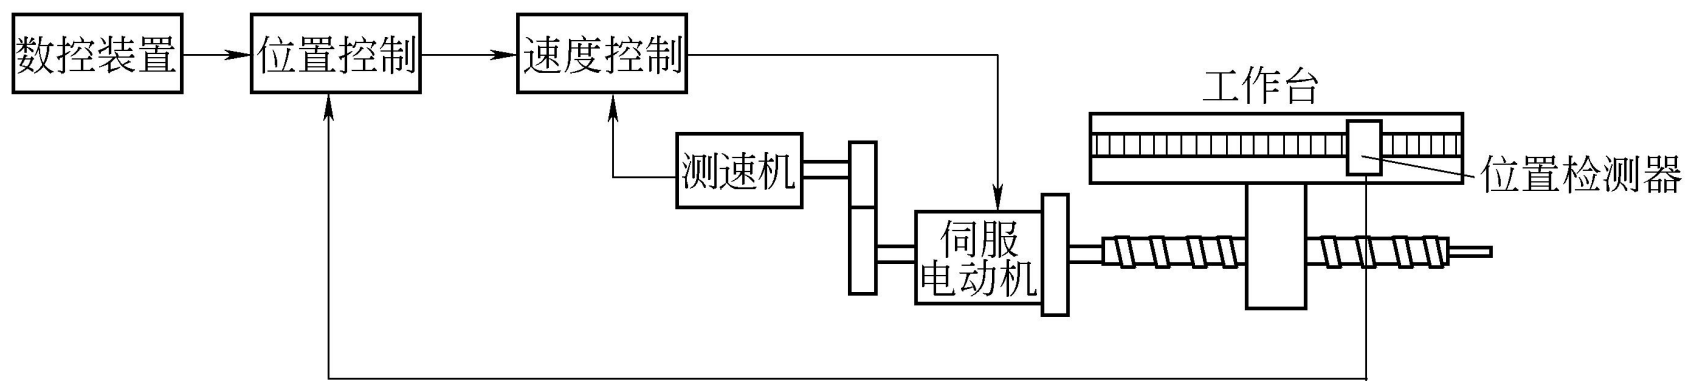 数控装置
位置控制
速度控制
工作台
测速机
位置检测器
伺服
电动机